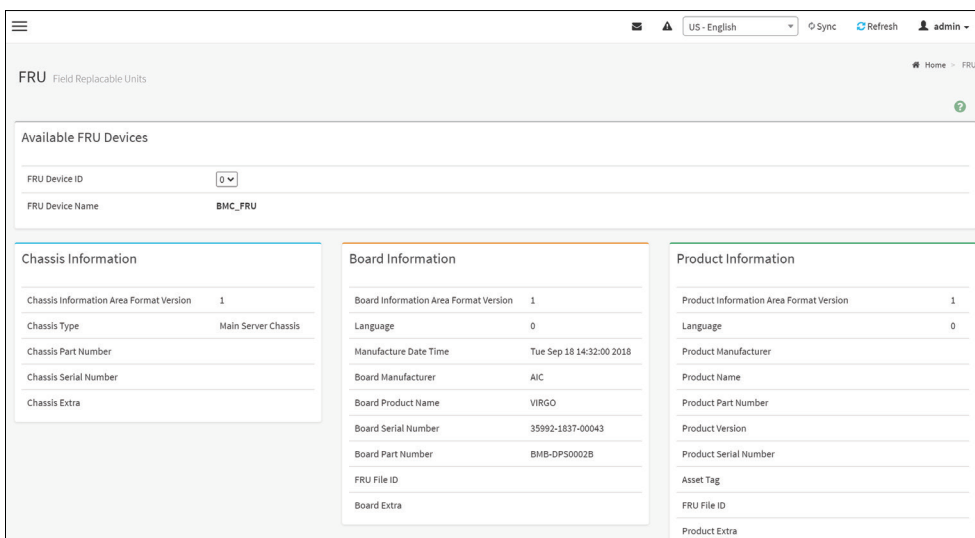 US - English Sync Refresh admin
Home > FRU
FRU Field Replacable Units
Available FRU Devices
FRU Device ID 0
FRU Device Name BMC_FRU
Chassis Information
Chassis Information Area Format Version 1
Chassis Type Main Server Chassis
Chassis Part Number
Chassis Serial Number
Chassis Extra
Board Information
Board Information Area Format Version 1
Language 0
Manufacture Date Time Tue Sep 18 14:32:00 2018
Board Manufacturer AIC
Board Product Name VIRGO
Board Serial Number 35992-1837-00043
Board Part Number BMB-DPS0002B
FRU File ID
Board Extra
Product Information
Product Information Area Format Version 1
Language 0
Product Manufacturer
Product Name
Product Part Number
Product Version
Product Serial Number
Asset Tag
FRU File ID
Product Extra